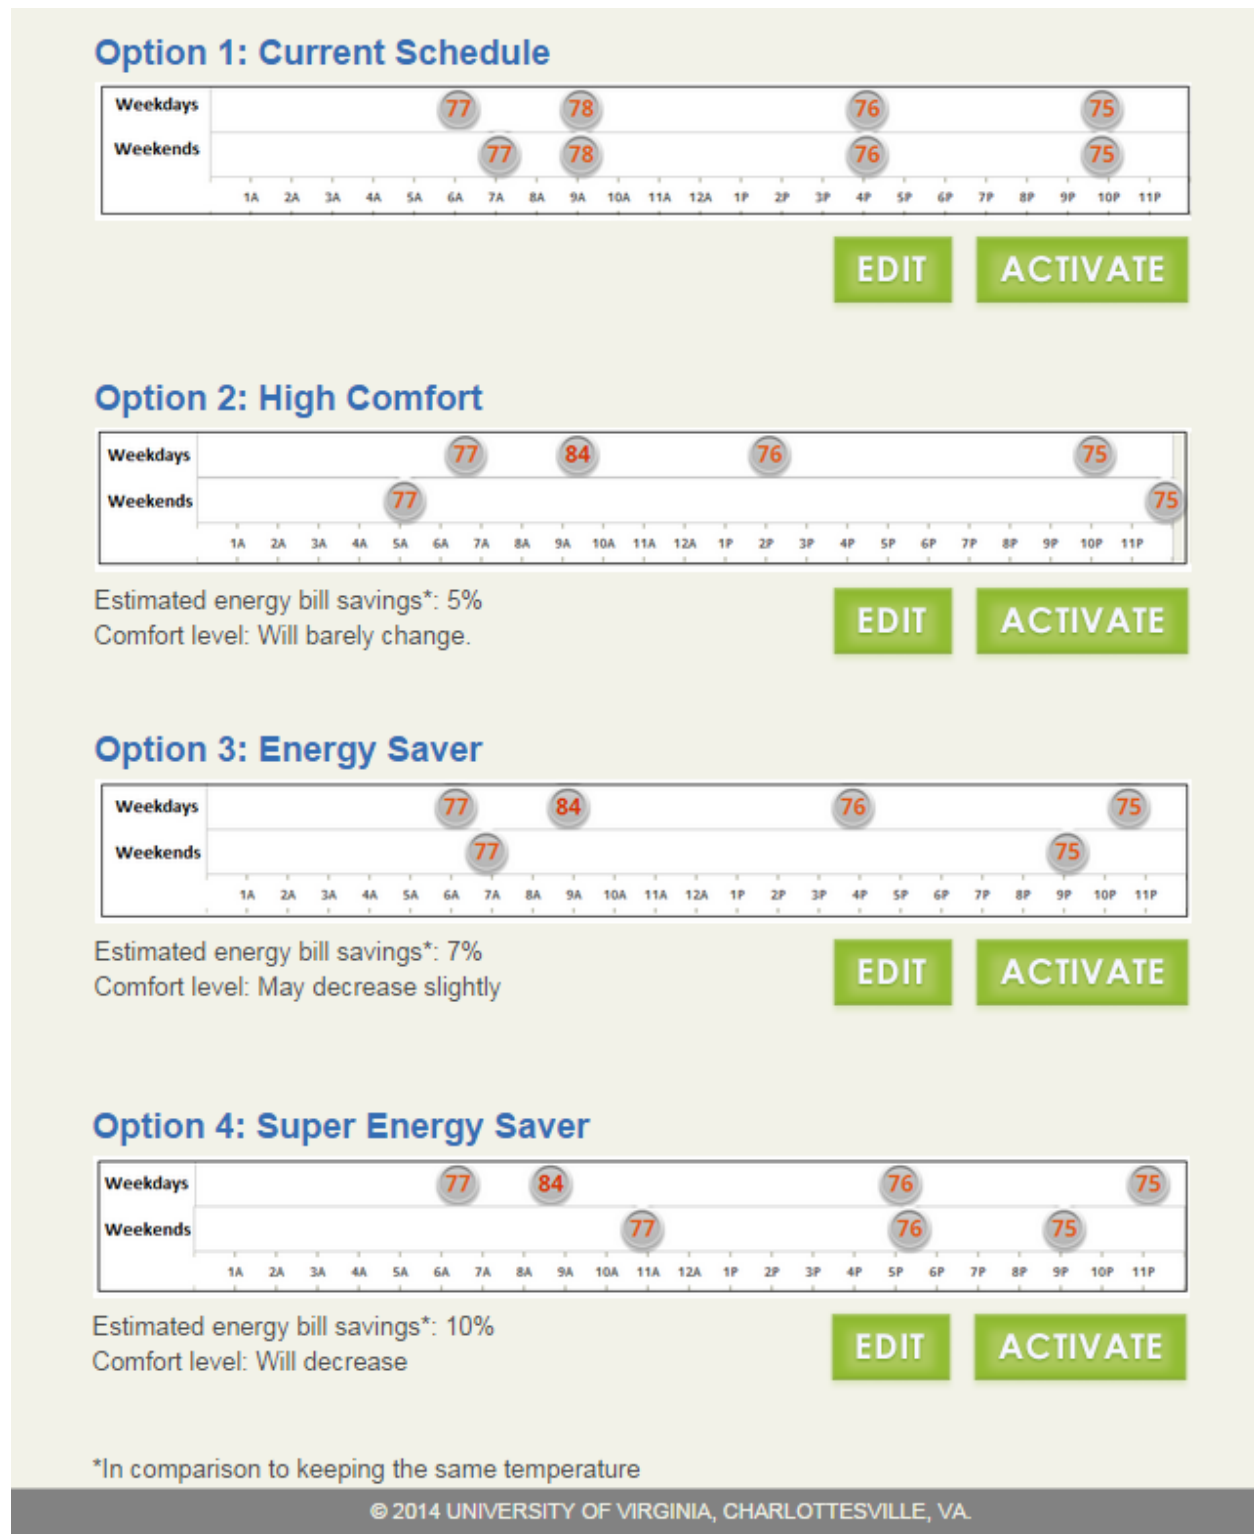 Option 1: Current Schedule
Weekdays 77 78 76 75
Weekends 77 78 76 75
1A 2A 3A 4A 5A 6A 7A 8A 9A 10A 11A 12A 1P 2P 3P 4P 5P 6P 7P 8P 9P 10P 11P
EDIT ACTIVATE
Option 2: High Comfort
Weekdays 77 84 76 75
Weekends 77 75
1A 2A 3A 4A 5A 6A 7A 8A 9A 10A 11A 12A 1P 2P 3P 4P 5P 6P 7P 8P 9P 10P 11P
Estimated energy bill savings*: 5%
Comfort level: Will barely change.
EDIT ACTIVATE
Option 3: Energy Saver
Weekdays 77 84 76 75
Weekends 77 75
1A 2A 3A 4A 5A 6A 7A 8A 9A 10A 11A 12A 1P 2P 3P 4P 5P 6P 7P 8P 9P 10P 11P
Estimated energy bill savings*: 7%
Comfort level: May decrease slightly
EDIT ACTIVATE
Option 4: Super Energy Saver
Weekdays 77 84 76 75
Weekends 77 76 75
1A 2A 3A 4A 5A 6A 7A 8A 9A 10A 11A 12A 1P 2P 3P 4P 5P 6P 7P 8P 9P 10P 11P
Estimated energy bill savings*: 10%
Comfort level: Will decrease
EDIT ACTIVATE
*In comparison to keeping the same temperature
© 2014 UNIVERSITY OF VIRGINIA, CHARLOTTESVILLE, VA.